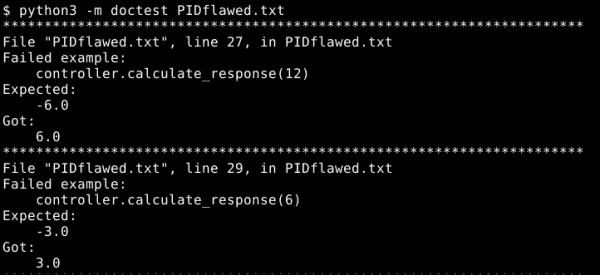 $ python3 -m doctest PIDflawed.txt
**********************************************************************
File "PIDflawed.txt", line 27, in PIDflawed.txt
Failed example:
    controller.calculate_response(12)
Expected:
    -6.0
Got:
    6.0
**********************************************************************
File "PIDflawed.txt", line 29, in PIDflawed.txt
Failed example:
    controller.calculate_response(6)
Expected:
    -3.0
Got:
    3.0
**********************************************************************